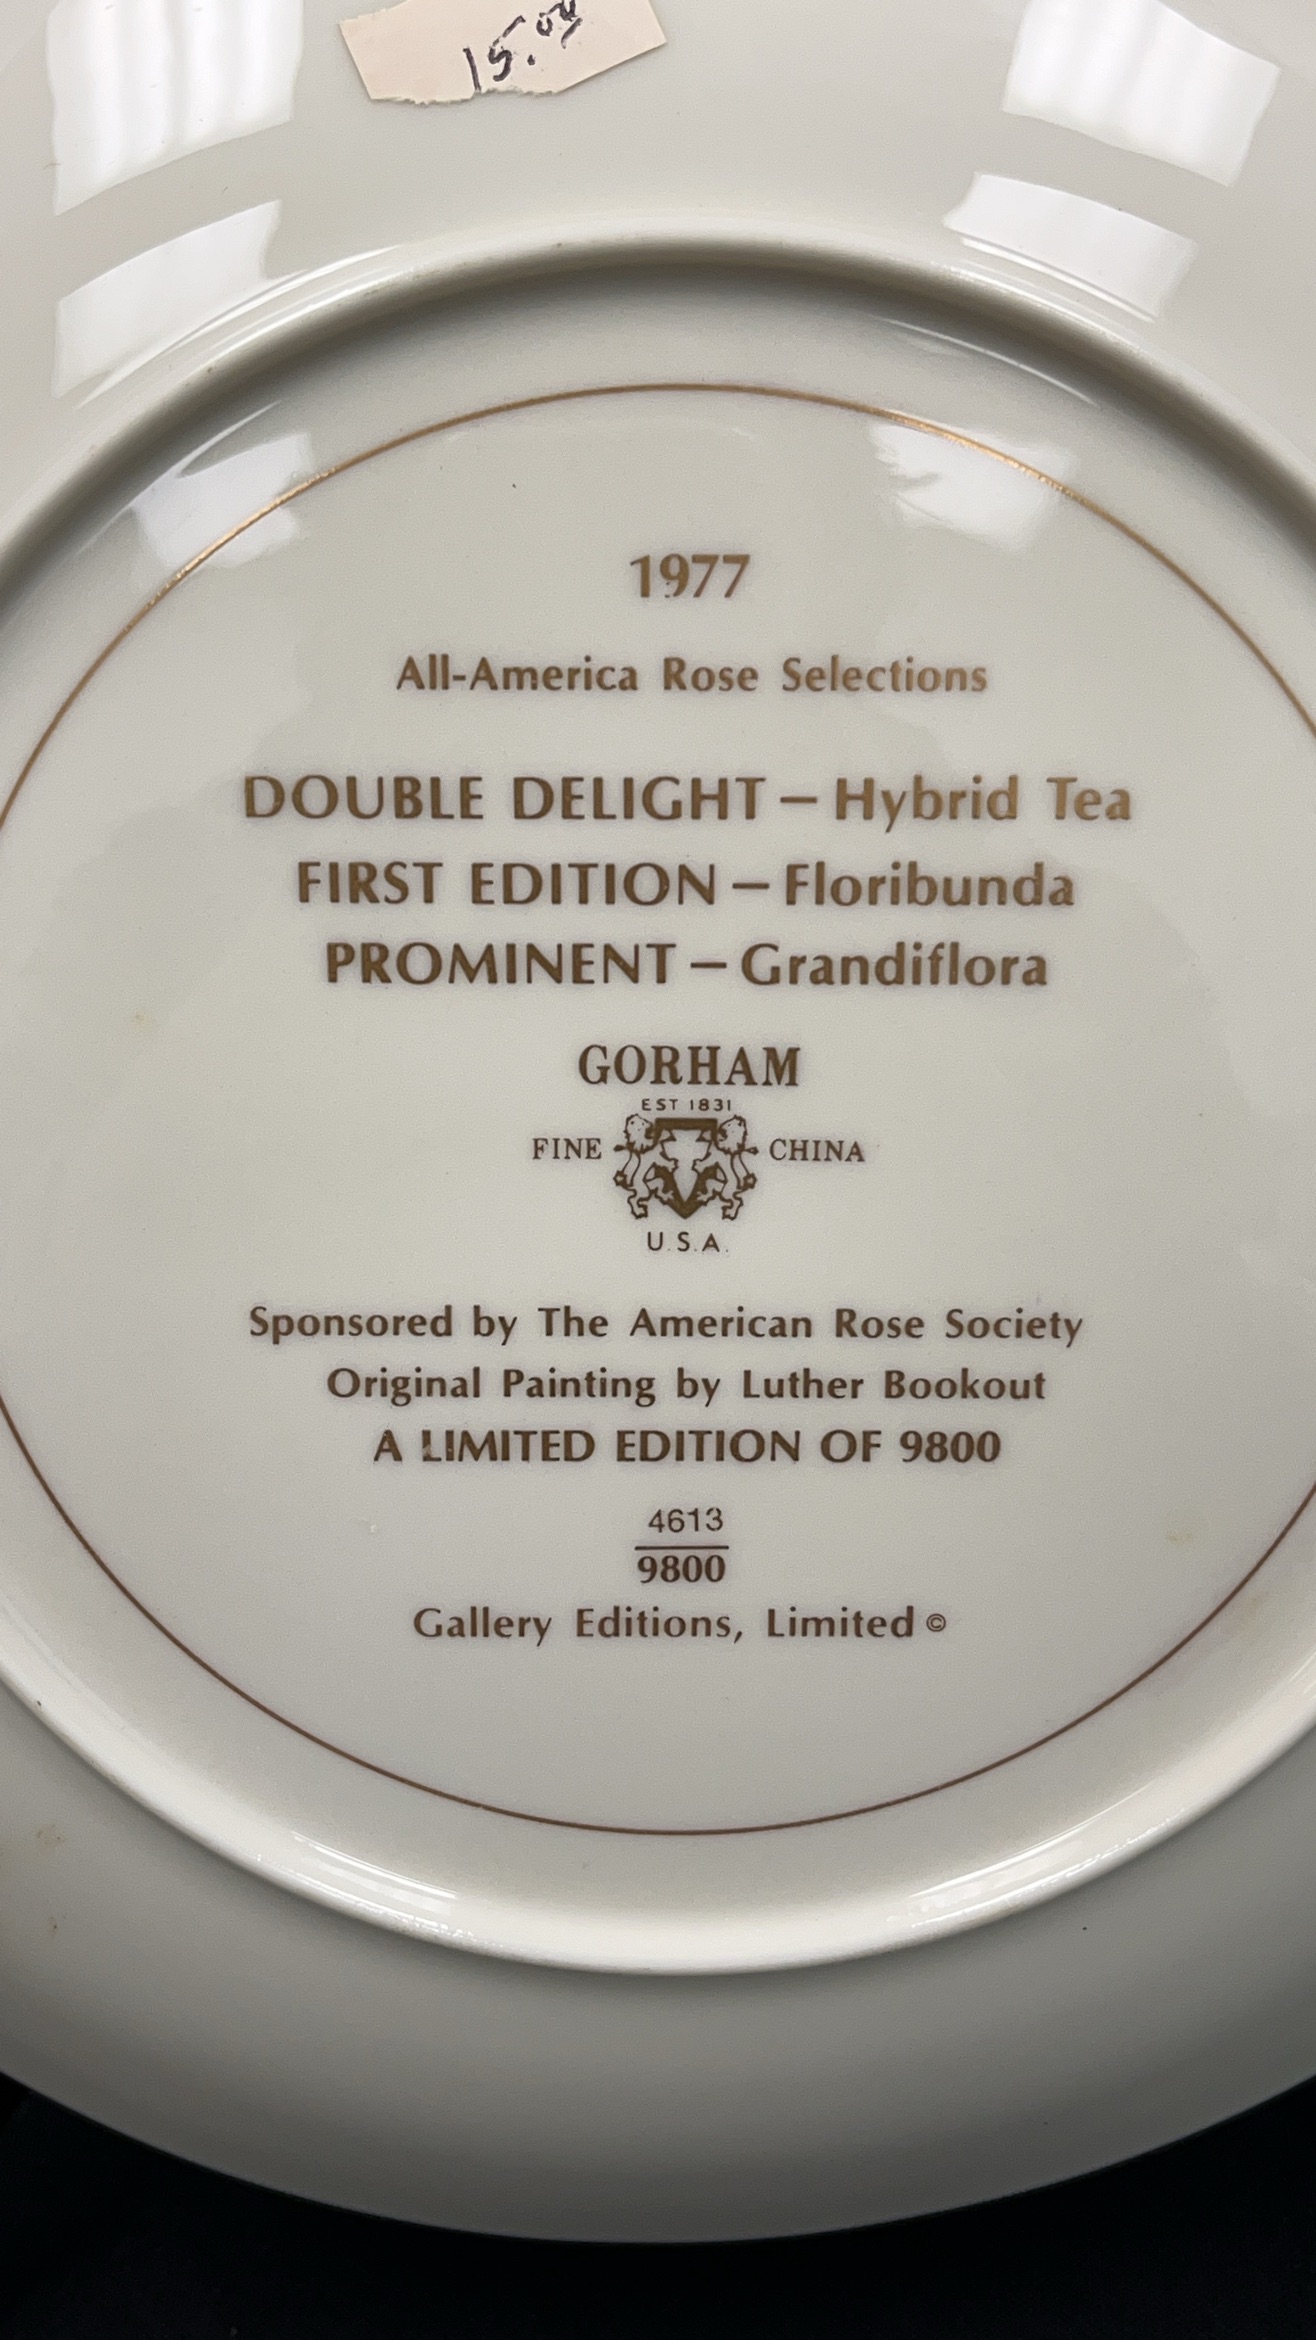 15.00
1977
All-America Rose Selections
DOUBLE DELIGHT – Hybrid Tea
FIRST EDITION – Floribunda
PROMINENT – Grandiflora
GORHAM
EST 1831
FINE CHINA
U.S.A.
Sponsored by The American Rose Society
Original Painting by Luther Bookout
A LIMITED EDITION OF 9800
4613
9800
Gallery Editions, Limited ©